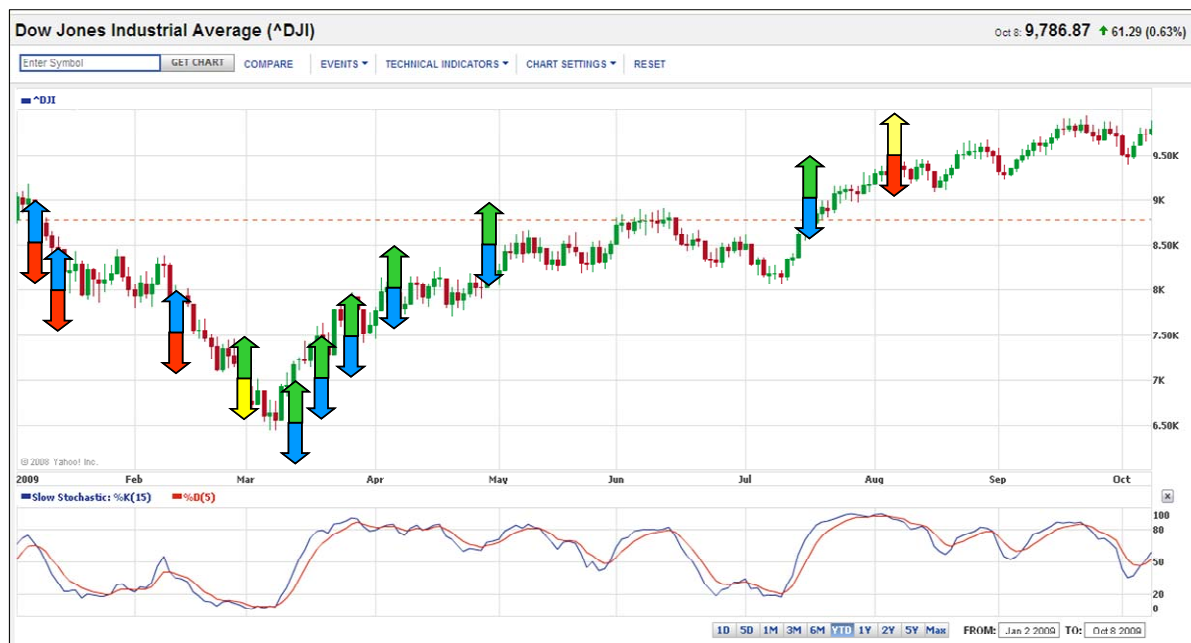 Dow Jones Industrial Average (^DJI)
Oct 8: 9,786.87 61.29 (0.63%)
Enter Symbol GET CHART COMPARE EVENTS TECHNICAL INDICATORS CHART SETTINGS RESET
^DJI
9.50K
9K
8.50K
8K
7.50K
7K
6.50K
© 2008 Yahoo! Inc.
2009 Feb Mar Apr May Jun Jul Aug Sep Oct
Slow Stochastic: %K(15) %D(5)
100
80
50
20
0
1D 5D 1M 3M 6M YTD 1Y 2Y 5Y Max FROM: Jan 2 2009 TO: Oct 8 2009